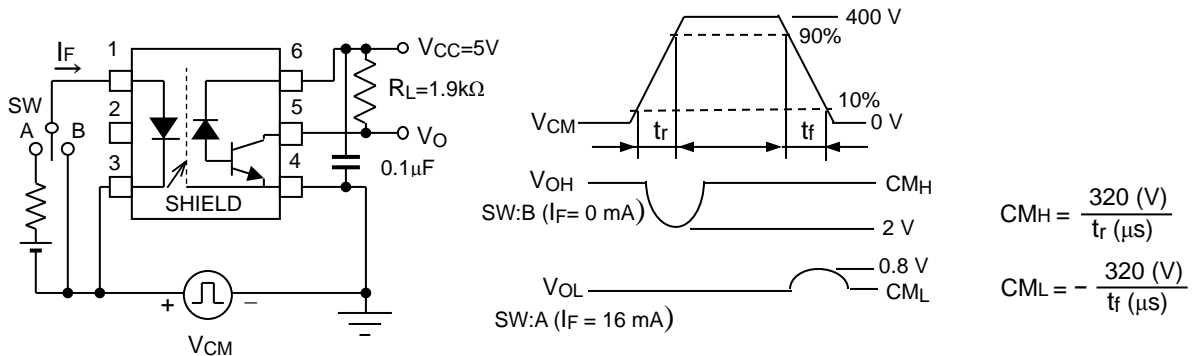 1
IF
SW
A
B
2
3
6
5
4
SHIELD
VCC=5V
RL=1.9kΩ
VO
0.1μF
+
−
VCM
400 V
90%
10%
VCM
0 V
tr
tf
VOH
CMH
SW:B (IF= 0 mA)
2 V
0.8 V
VOL
CML
SW:A (IF = 16 mA)
CMH = 320 (V) / tr (μs)
CML = − 320 (V) / tf (μs)